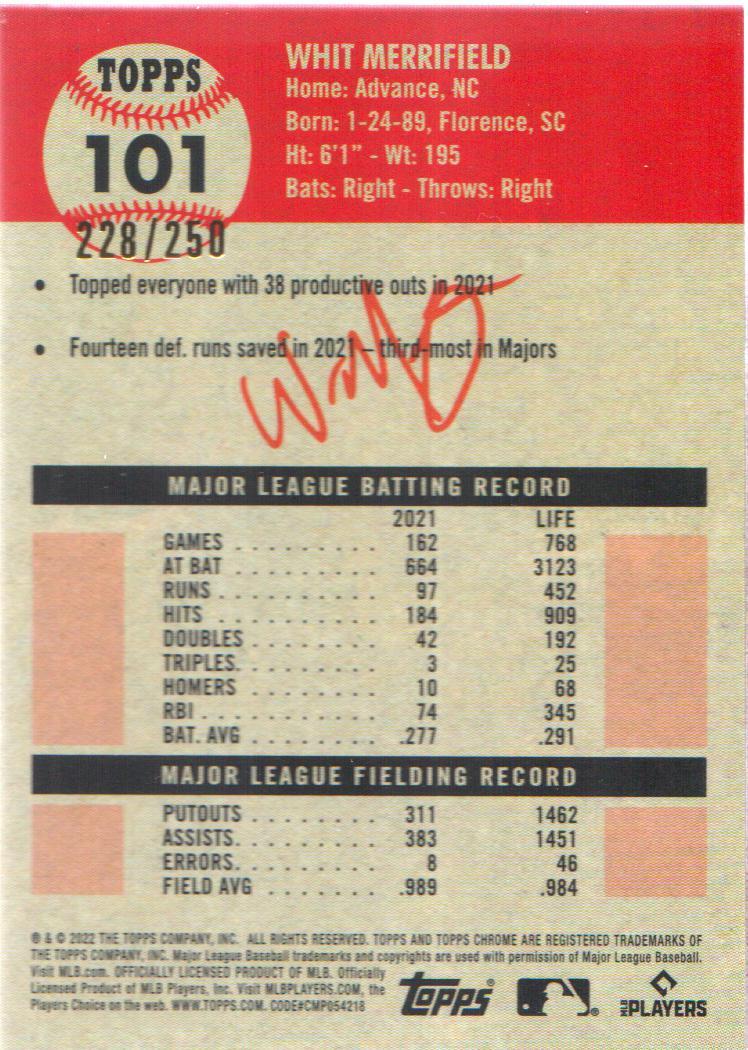 TOPPS
101
228/250
WHIT MERRIFIELD
Home: Advance, NC
Born: 1-24-89, Florence, SC
Ht: 6'1" - Wt: 195
Bats: Right - Throws: Right
• Topped everyone with 38 productive outs in 2021
• Fourteen def. runs saved in 2021 – third-most in Majors
MAJOR LEAGUE BATTING RECORD
2021 LIFE
GAMES . . . . . . . . . 162 768
AT BAT . . . . . . . . . 664 3123
RUNS . . . . . . . . . . 97 452
HITS . . . . . . . . . . 184 909
DOUBLES . . . . . . . . 42 192
TRIPLES. . . . . . . . . 3 25
HOMERS . . . . . . . . 10 68
RBI . . . . . . . . . . . 74 345
BAT. AVG . . . . . . . . .277 .291
MAJOR LEAGUE FIELDING RECORD
PUTOUTS . . . . . . . . 311 1462
ASSISTS. . . . . . . . . 383 1451
ERRORS. . . . . . . . . 8 46
FIELD AVG . . . . . . . .989 .984
® & © 2022 THE TOPPS COMPANY, INC. ALL RIGHTS RESERVED. TOPPS AND TOPPS CHROME ARE REGISTERED TRADEMARKS OF
THE TOPPS COMPANY, INC. Major League Baseball trademarks and copyrights are used with permission of Major League Baseball.
Visit MLB.com. OFFICIALLY LICENSED PRODUCT OF MLB. Officially
Licensed Product of MLB Players, Inc. Visit MLBPLAYERS.COM, the
Players Choice on the web. WWW.TOPPS.COM. CODE#CMP054218
Topps®
MLB PLAYERS